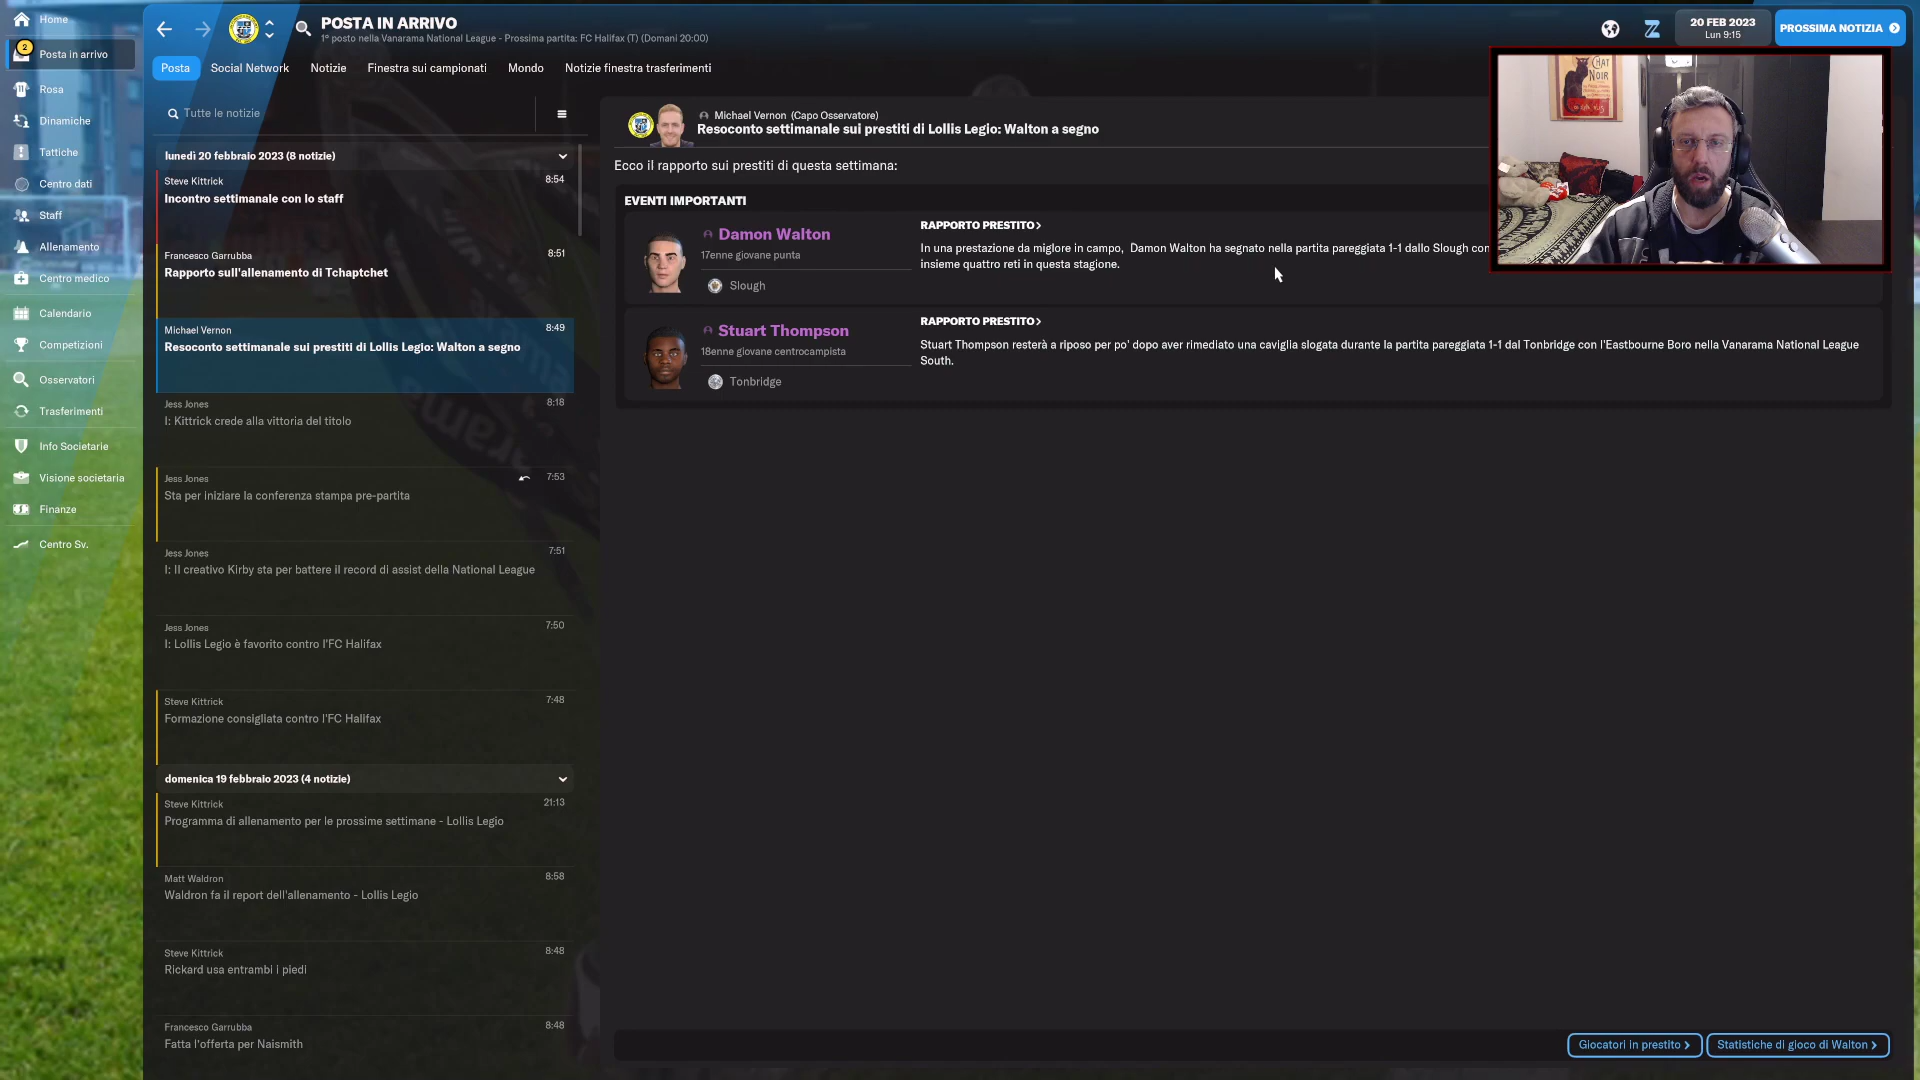 Home
2
Posta in arrivo
Rosa
Dinamiche
Tattiche
Centro dati
Staff
Allenamento
Centro medico
Calendario
Competizioni
Osservatori
Trasferimenti
Info Societarie
Visione societaria
Finanze
Centro Sv.
POSTA IN ARRIVO
1° posto nella Vanarama National League - Prossima partita: FC Halifax (T) (Domani 20:00)
20 FEB 2023
Lun 9:15
PROSSIMA NOTIZIA
Posta
Social Network
Notizie
Finestra sui campionati
Mondo
Notizie finestra trasferimenti
Tutte le notizie
lunedì 20 febbraio 2023 (8 notizie)
Steve Kittrick 8:54
Incontro settimanale con lo staff
Francesco Garrubba 8:51
Rapporto sull'allenamento di Tchaptchet
Michael Vernon 8:49
Resoconto settimanale sui prestiti di Lollis Legio: Walton a segno
Jess Jones 8:18
I: Kittrick crede alla vittoria del titolo
Jess Jones 7:53
Sta per iniziare la conferenza stampa pre-partita
Jess Jones 7:51
I: Il creativo Kirby sta per battere il record di assist della National League
Jess Jones 7:50
I: Lollis Legio è favorito contro l'FC Halifax
Steve Kittrick 7:48
Formazione consigliata contro l'FC Halifax
domenica 19 febbraio 2023 (4 notizie)
Steve Kittrick 21:13
Programma di allenamento per le prossime settimane - Lollis Legio
Matt Waldron 8:58
Waldron fa il report dell'allenamento - Lollis Legio
Steve Kittrick 8:48
Rickard usa entrambi i piedi
Francesco Garrubba 8:48
Fatta l'offerta per Naismith
Michael Vernon (Capo Osservatore)
Resoconto settimanale sui prestiti di Lollis Legio: Walton a segno
Ecco il rapporto sui prestiti di questa settimana:
EVENTI IMPORTANTI
Damon Walton
17enne giovane punta
Slough
RAPPORTO PRESTITO>
In una prestazione da miglore in campo, Damon Walton ha segnato nella partita pareggiata 1-1 dallo Slough con
insieme quattro reti in questa stagione.
Stuart Thompson
18enne giovane centrocampista
Tonbridge
RAPPORTO PRESTITO>
Stuart Thompson resterà a riposo per po' dopo aver rimediato una caviglia slogata durante la partita pareggiata 1-1 dal Tonbridge con l'Eastbourne Boro nella Vanarama National League
South.
CHAT
NOIR
Giocatori in prestito >
Statistiche di gioco di Walton >